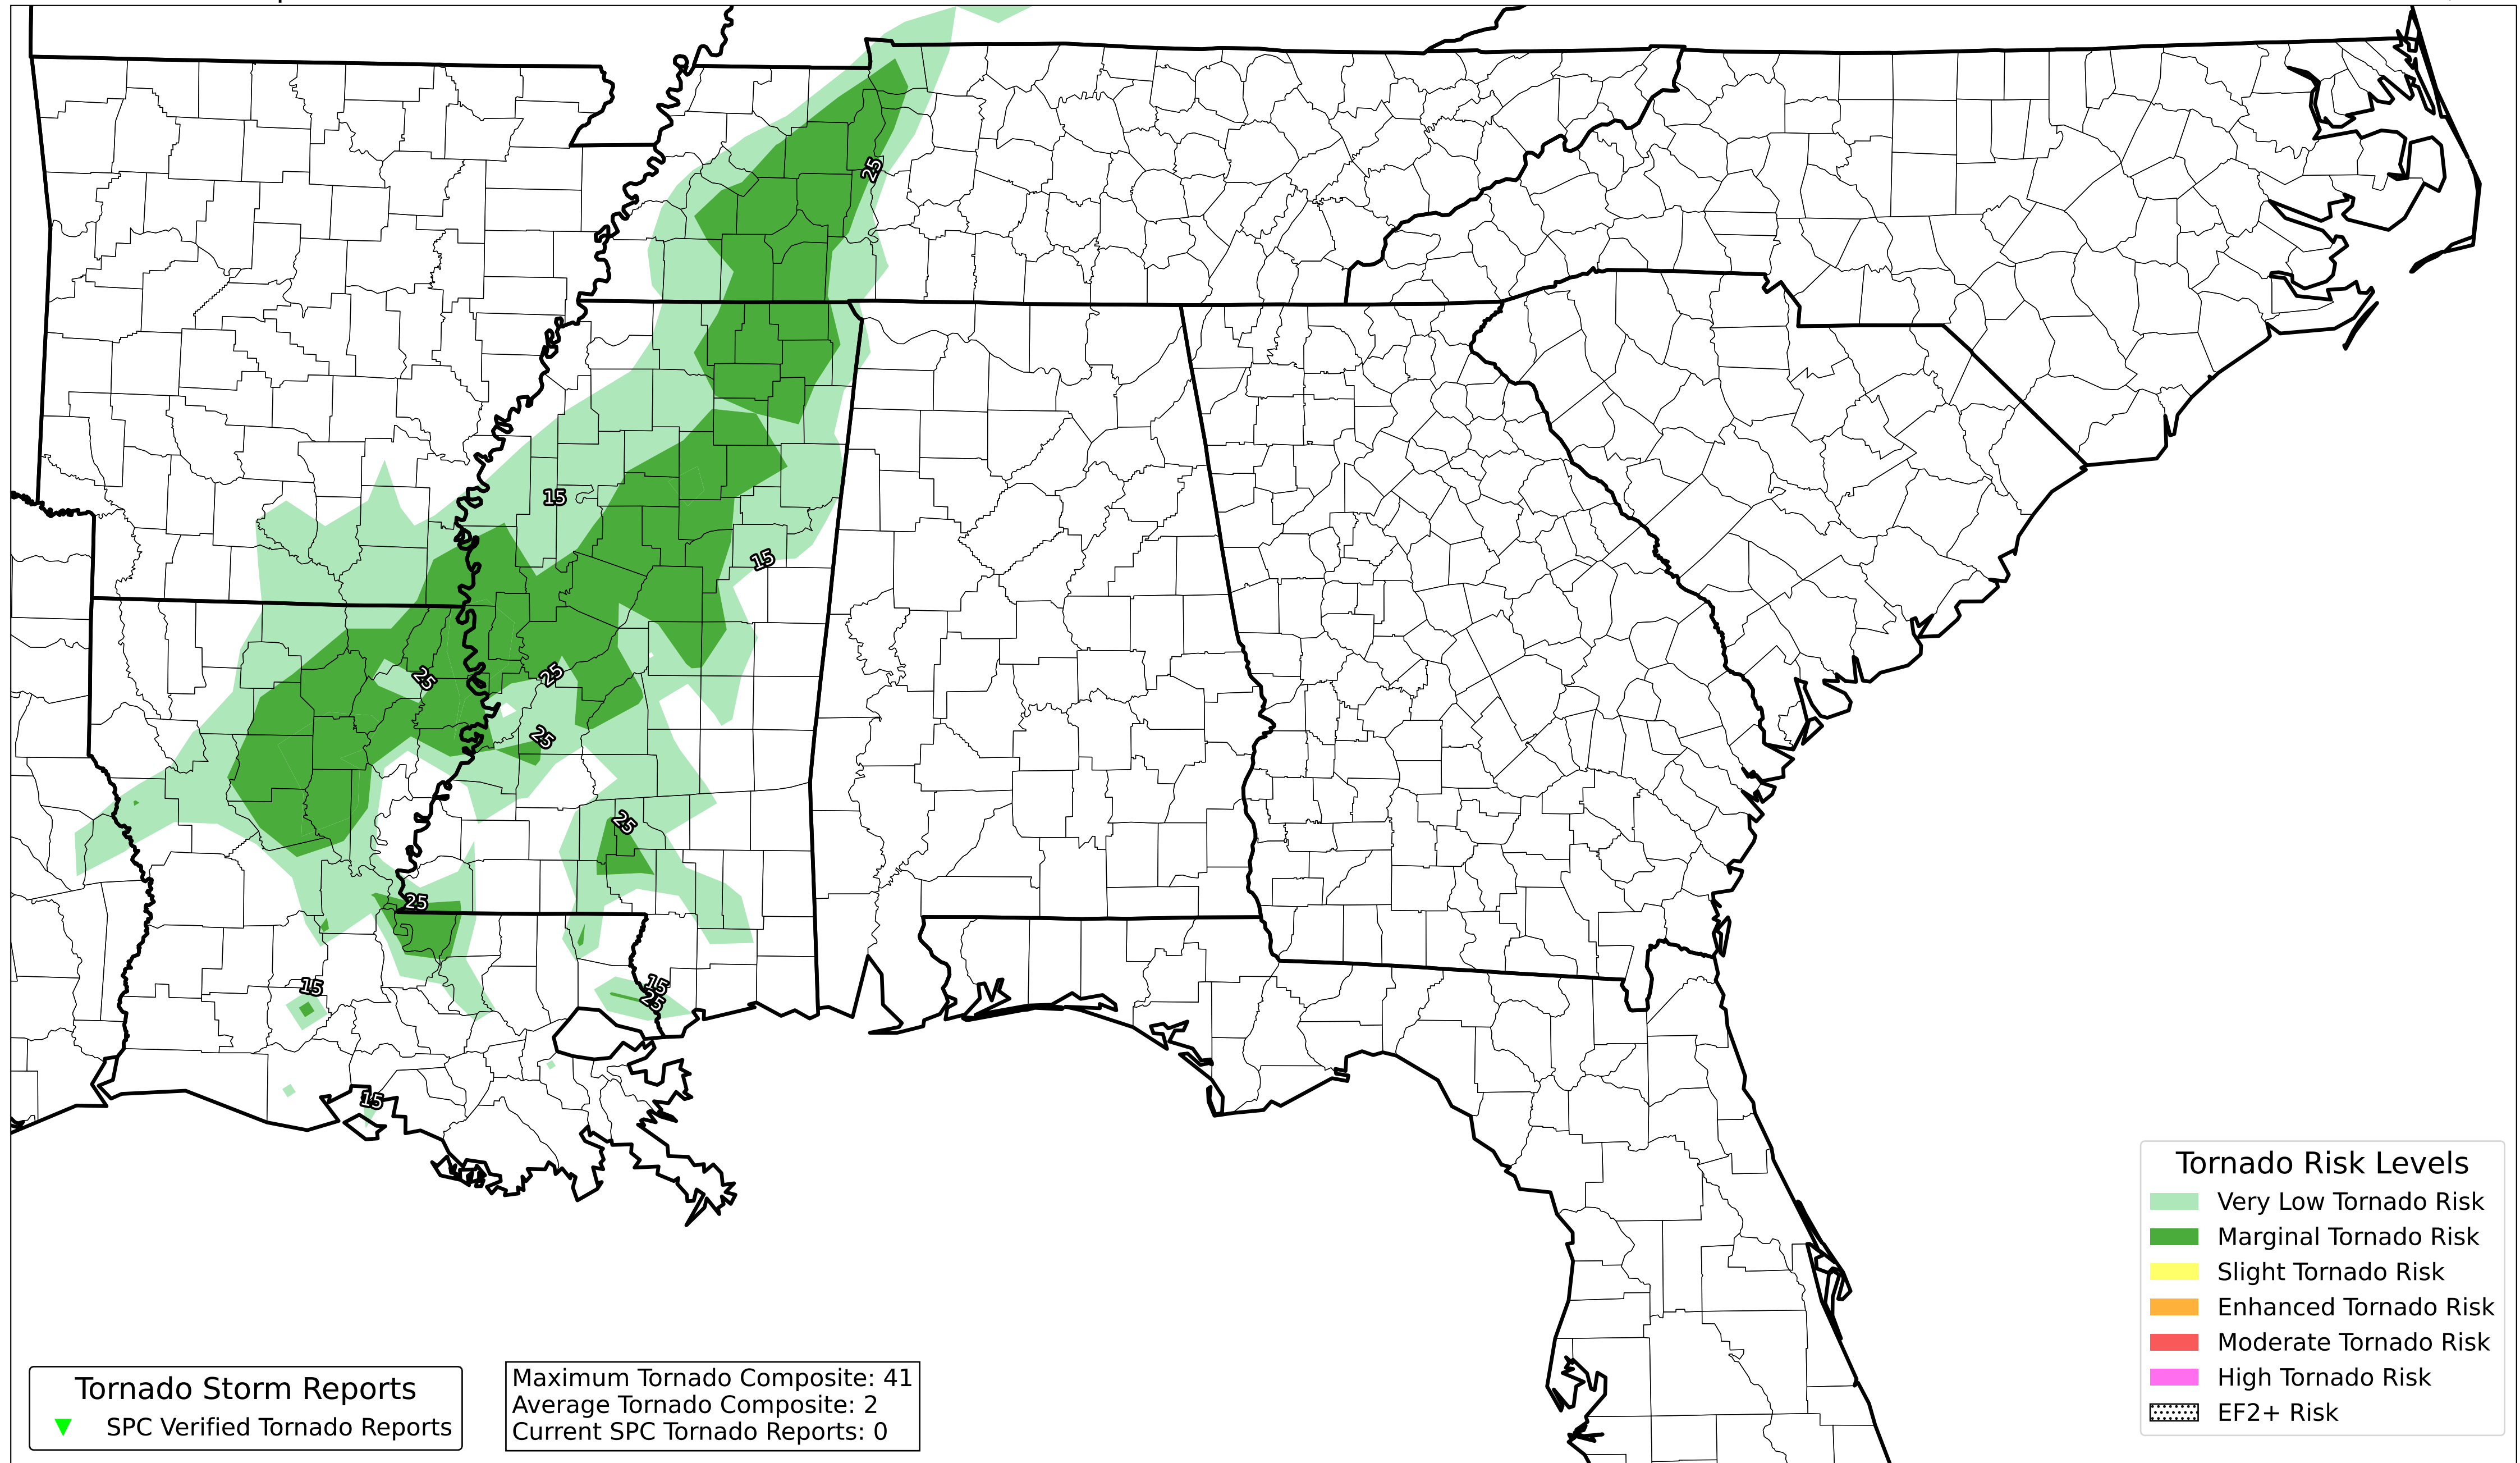 25
15
15
25
25
25
25
25
15
15
25
15
Tornado Risk Levels
Very Low Tornado Risk
Marginal Tornado Risk
Slight Tornado Risk
Enhanced Tornado Risk
Moderate Tornado Risk
High Tornado Risk
EF2+ Risk
Tornado Storm Reports
SPC Verified Tornado Reports
Maximum Tornado Composite: 41
Average Tornado Composite: 2
Current SPC Tornado Reports: 0